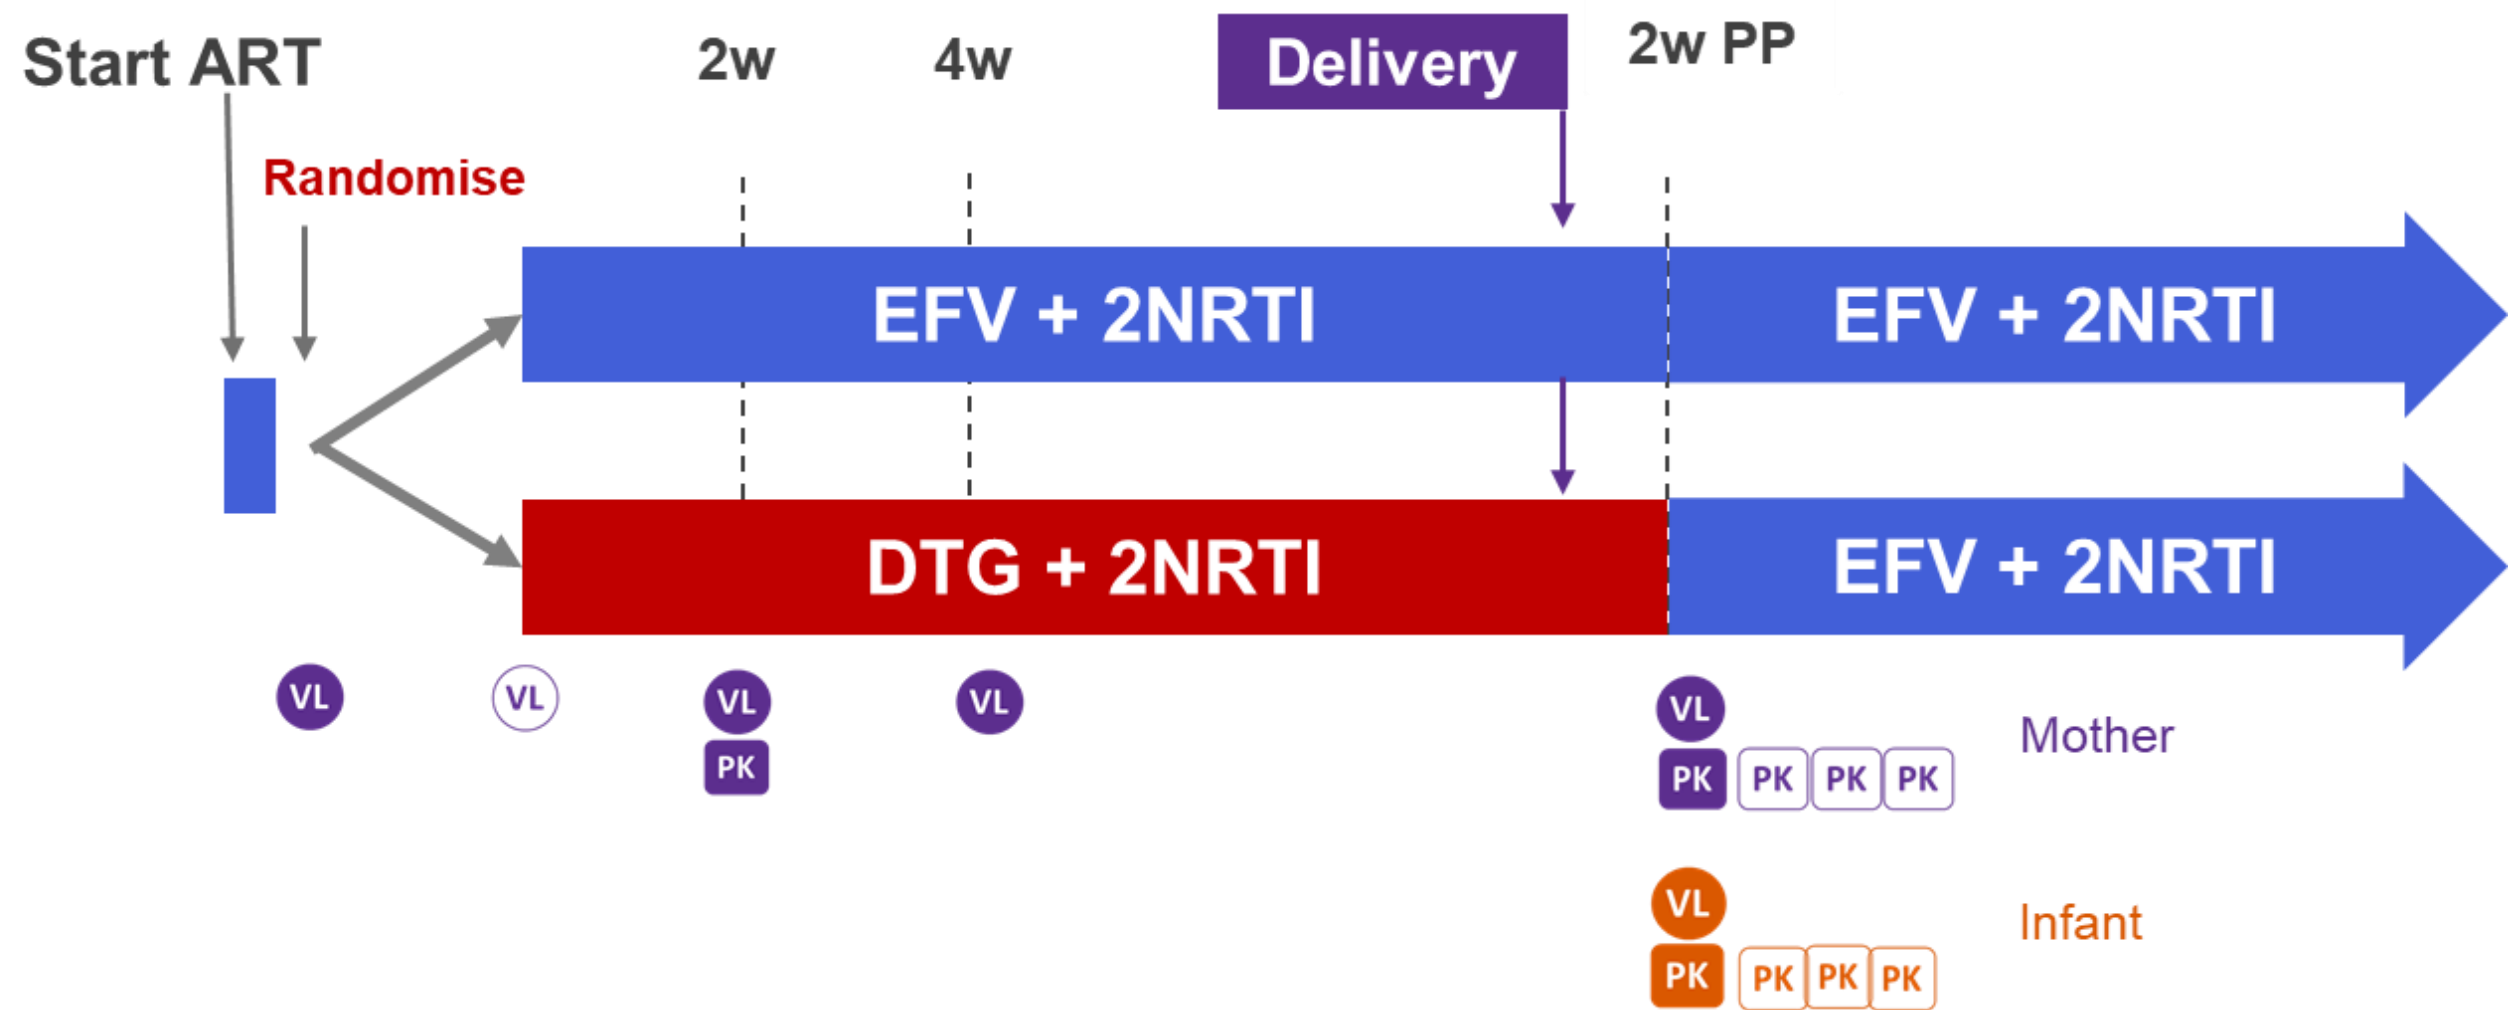 Start ART
2w
4w
Delivery
2w PP
Randomise
EFV + 2NRTI
EFV + 2NRTI
DTG + 2NRTI
EFV + 2NRTI
VL
VL
VL
VL
VL
PK
PK
PK
PK
PK
Mother
VL
Infant
PK
PK
PK
PK